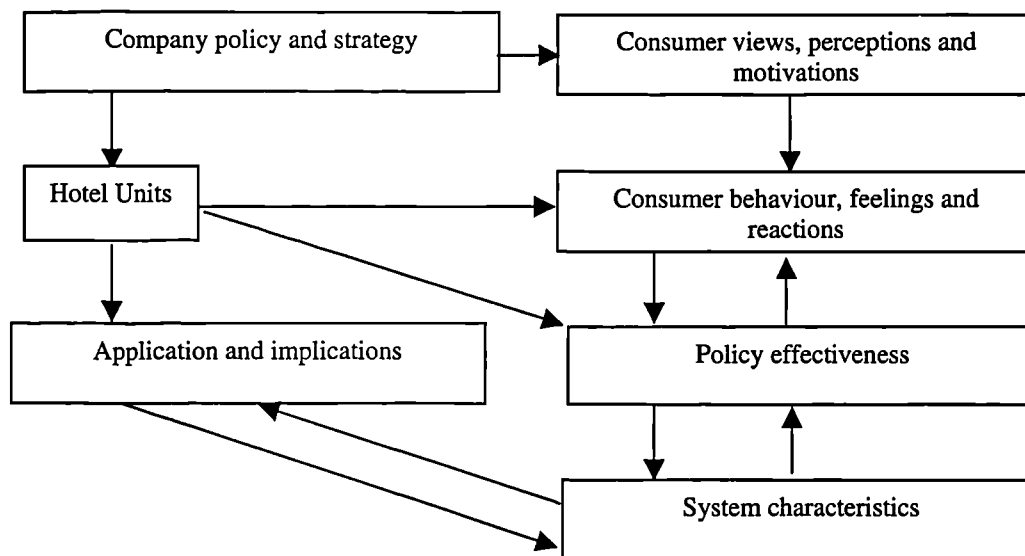 Company policy and strategy
Consumer views, perceptions and
motivations
Hotel Units
Consumer behaviour, feelings and
reactions
Application and implications
Policy effectiveness
System characteristics